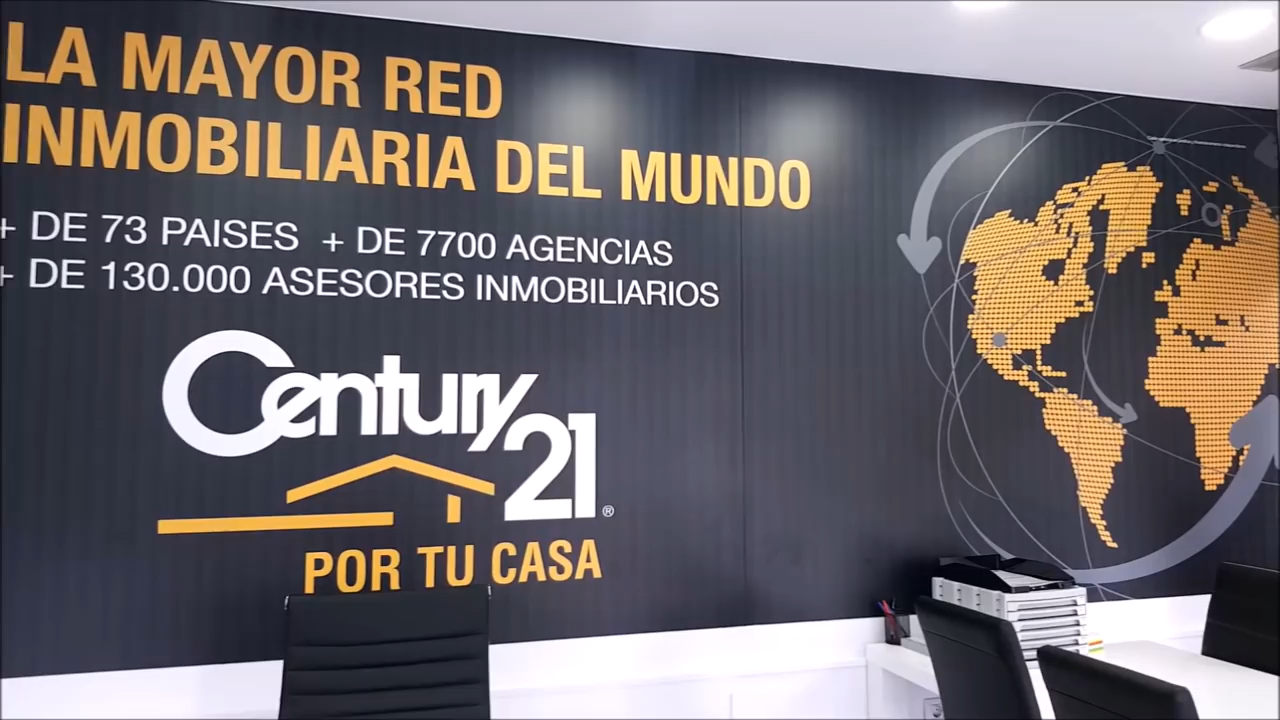 LA MAYOR RED
INMOBILIARIA DEL MUNDO
+ DE 73 PAISES + DE 7700 AGENCIAS
+ DE 130.000 ASESORES INMOBILIARIOS
Century
21®
POR TU CASA